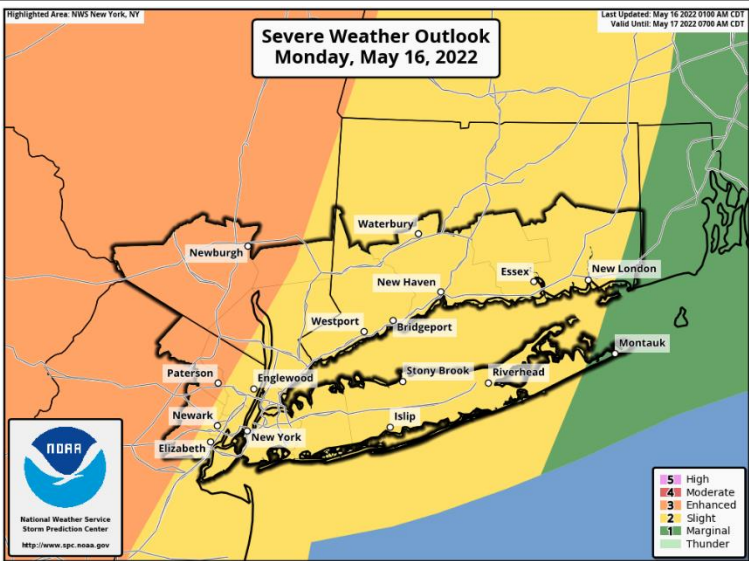 Highlighted Area: NWS New York, NY
Last Updated: May 16 2022 0100 AM CDT
Valid Until: May 17 2022 0700 AM CDT
Severe Weather Outlook
Monday, May 16, 2022
Waterbury
Newburgh
Essex
New London
New Haven
Westport
Bridgeport
Montauk
Paterson
Englewood
Stony Brook
Riverhead
Newark
New York
Islip
Elizabeth
NOAA
National Weather Service
Storm Prediction Center
http://www.spc.noaa.gov
5 High
4 Moderate
3 Enhanced
2 Slight
1 Marginal
Thunder